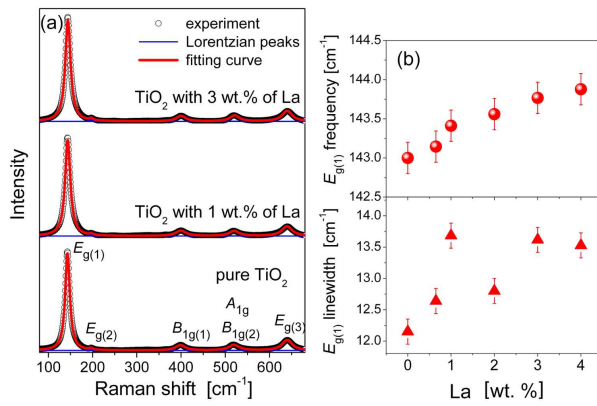 (a)
experiment
Lorentzian peaks
fitting curve
TiO2 with 3 wt.% of La
TiO2 with 1 wt.% of La
Eg(1)
pure TiO2
A1g
Eg(2)
B1g(1)
B1g(2)
Eg(3)
Intensity
100 200 300 400 500 600
Raman shift [cm-1]
(b)
144.5
144.0
143.5
143.0
142.5
Eg(1) frequency [cm-1]
13.5
13.0
12.5
12.0
Eg(1) linewidth [cm-1]
0 1 2 3 4
La [wt. %]